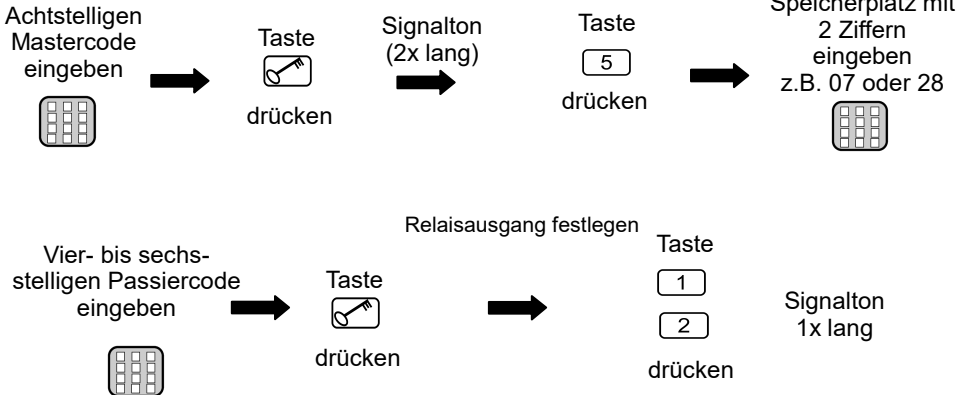 Achtstelligen
Mastercode
eingeben
Taste
drücken
Signalton
(2x lang)
Taste
5
drücken
Speicherplatz mit
2 Ziffern
eingeben
z.B. 07 oder 28
Vier- bis sechs-
stelligen Passiercode
eingeben
Taste
drücken
Relaisausgang festlegen
Taste
1
2
drücken
Signalton
1x lang